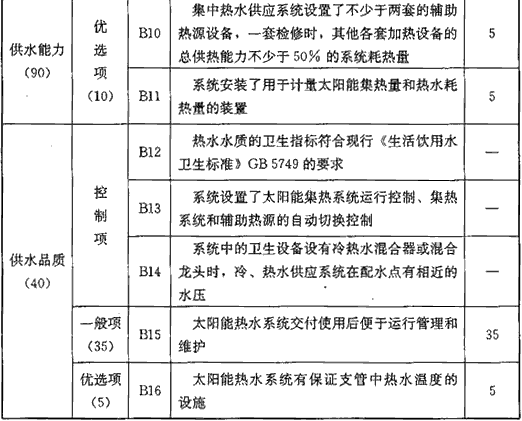 供水能力
(90)
优
选
项
(10)
B10
集中热水供应系统设置了不少于两套的辅助
热源设备，一套检修时，其他各套加热设备的
总供热能力不少于50%的系统耗热量
5
B11
系统安装了用于计量太阳能集热量和热水耗
热量的装置
5
供水品质
(40)
控
制
项
B12
热水水质的卫生指标符合现行《生活饮用水
卫生标准》GB 5749的要求
—
B13
系统设置了太阳能集热系统运行控制、集热
系统和辅助热源的自动切换控制
—
B14
系统中的卫生设备设有冷热水混合器或混合
龙头时，冷、热水供应系统在配水点有相近的
水压
—
一般项
(35)
B15
太阳能热水系统交付使用后便于运行管理和
维护
35
优选项
(5)
B16
太阳能热水系统有保证支管中热水温度的
设施
5